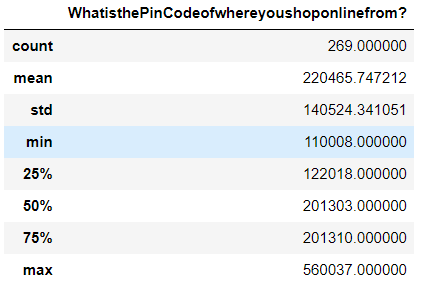 WhatisthePinCodeofwhereyoushoponlinefrom?
count 269.000000
mean 220465.747212
std 140524.341051
min 110008.000000
25% 122018.000000
50% 201303.000000
75% 201310.000000
max 560037.000000